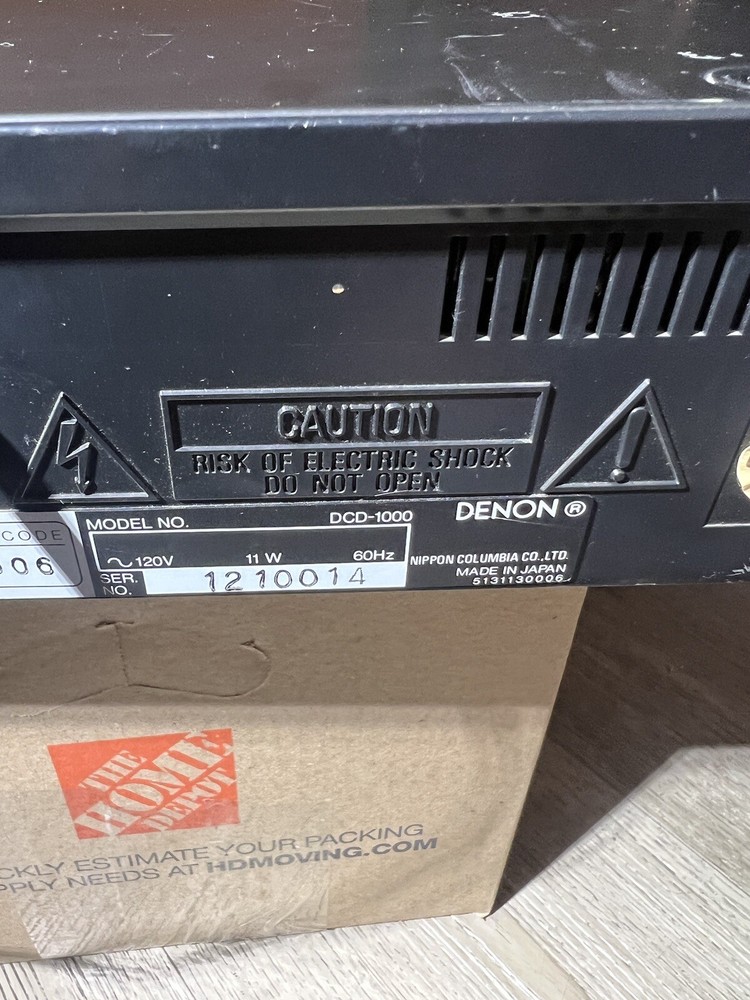 CAUTION
RISK OF ELECTRIC SHOCK
DO NOT OPEN
CODE
06
MODEL NO. DCD-1000
120V 11 W 60Hz
SER. NO. 1210014
DENON ®
NIPPON COLUMBIA CO.,LTD.
MADE IN JAPAN
5131130006
THE
HOME
DEPOT
CKLY ESTIMATE YOUR PACKING
PPLY NEEDS AT HDMOVING.COM